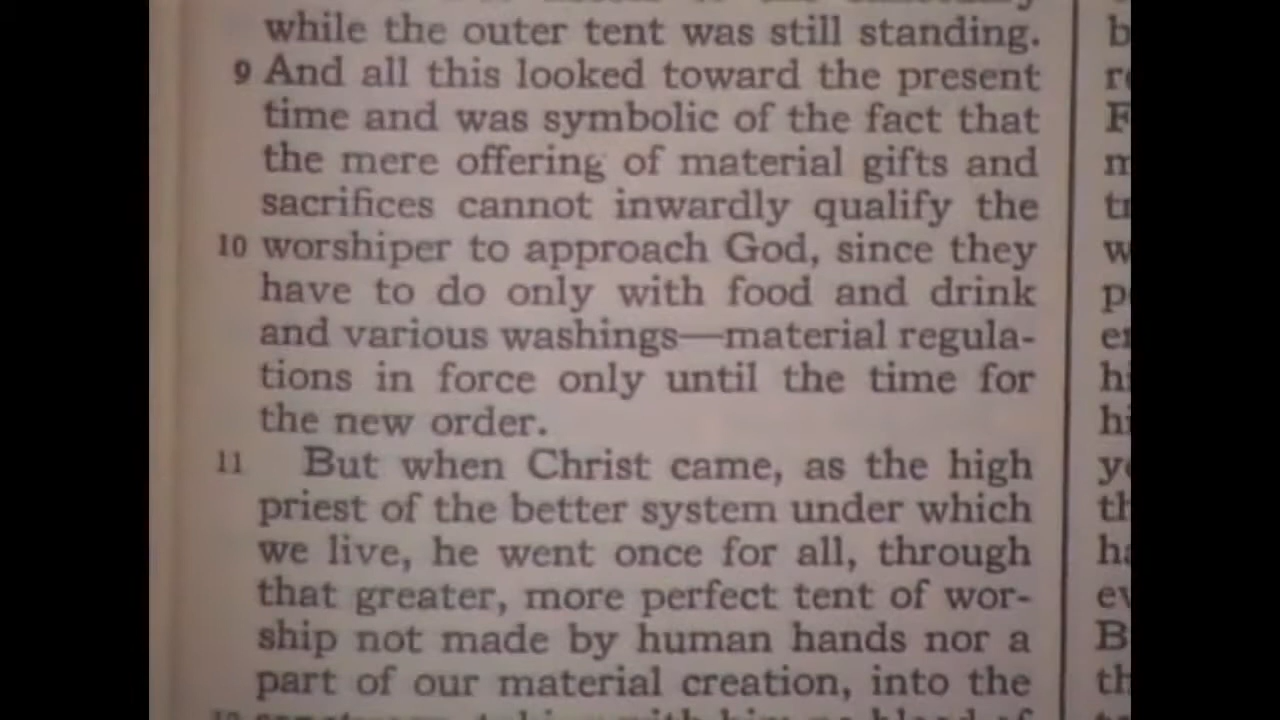 while the outer tent was still standing.
9 And all this looked toward the present
time and was symbolic of the fact that
the mere offering of material gifts and
sacrifices cannot inwardly qualify the
10 worshiper to approach God, since they
have to do only with food and drink
and various washings—material regula-
tions in force only until the time for
the new order.
11 But when Christ came, as the high
priest of the better system under which
we live, he went once for all, through
that greater, more perfect tent of wor-
ship not made by human hands nor a
part of our material creation, into the